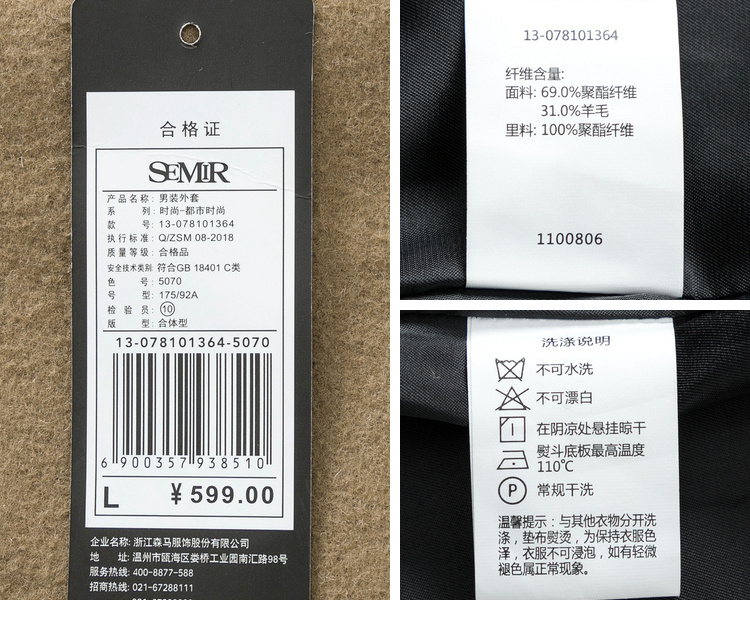 合格证
SEMIR
产品名称: 男装外套
系 列: 时尚-都市时尚
款 号: 13-078101364
执行标准: Q/ZSM 08-2018
质量等级: 合格品
安全技术类别: 符合GB 18401 C类
色 号: 5070
号 型: 175/92A
检 验 员: ⑩
版 型: 合体型
13-078101364-5070
6 900357 938510
L ¥599.00
企业名称: 浙江森马服饰股份有限公司
地 址: 温州市瓯海区娄桥工业园南汇路98号
服务热线: 400-8877-588
招商热线: 021-67288111
13-078101364
纤维含量:
面料: 69.0%聚酯纤维
31.0%羊毛
里料: 100%聚酯纤维
1100806
洗涤说明
不可水洗
不可漂白
在阴凉处悬挂晾干
熨斗底板最高温度
110℃
P 常规干洗
温馨提示: 与其他衣物分开洗
涤, 垫布熨烫, 为保持衣服色
泽, 衣服不可浸泡, 如有轻微
褪色属正常现象。